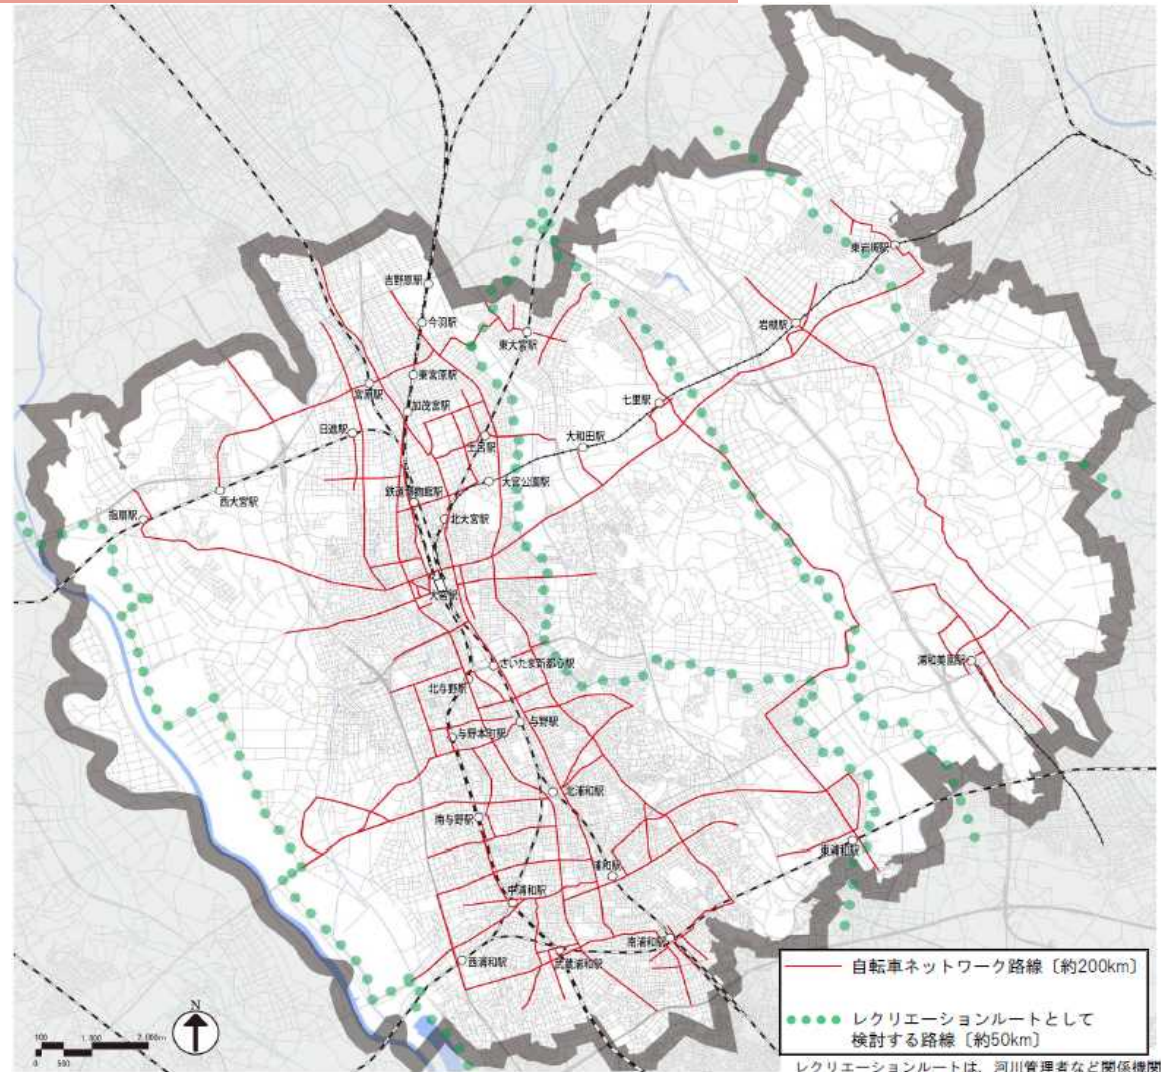 東岩槻駅
吉野原駅
今羽駅
岩槻駅
東大宮駅
東宮原駅
宮原駅
加茂宮駅
七里駅
日進駅
土呂駅
大和田駅
大宮公園駅
西大宮駅
鉄道博物館駅
指扇駅
北大宮駅
大宮駅
さいたま新都心駅
浦和美園駅
北与野駅
与野駅
与野本町駅
北浦和駅
南与野駅
東浦和駅
浦和駅
中浦和駅
南浦和駅
西浦和駅
武蔵浦和駅
N
100 1,000 2,000m
0 500
自転車ネットワーク路線〔約200km〕
レクリエーションルートとして
検討する路線〔約50km〕
レクリエーションルートは、河川管理者など関係機関